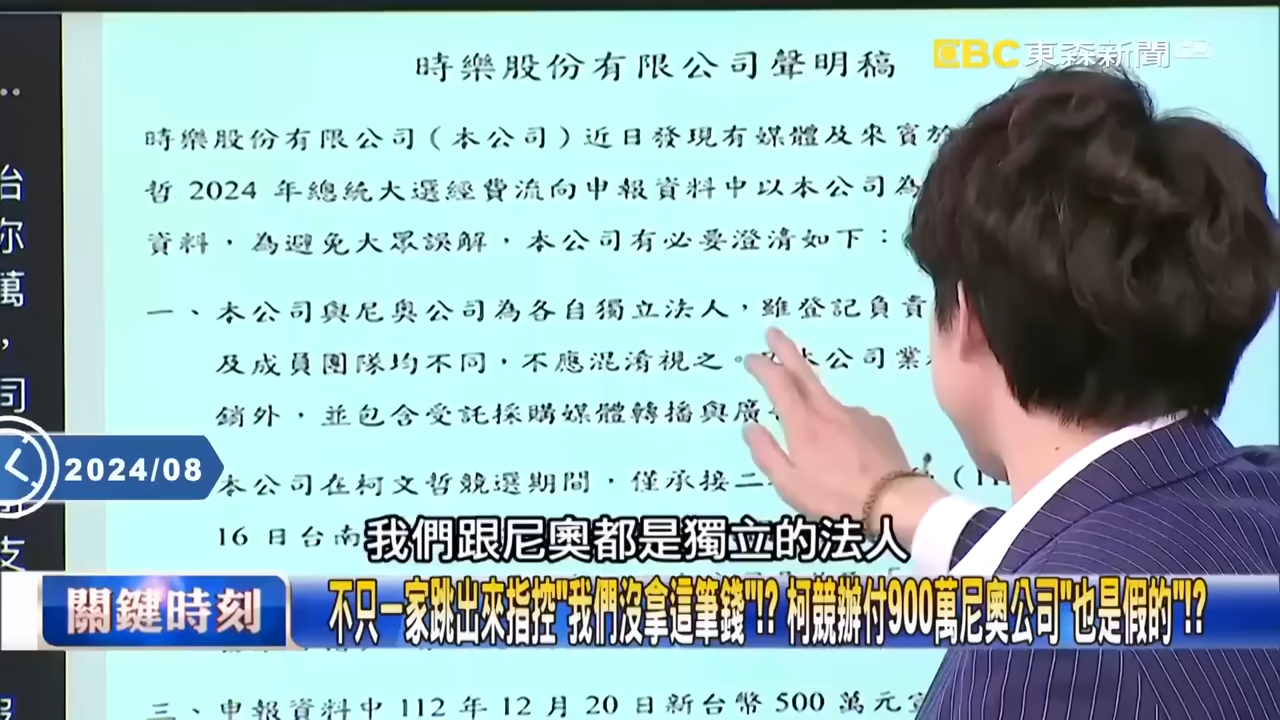 EBC 東森新聞
時樂股份有限公司聲明稿
時樂股份有限公司(本公司)近日發現有媒體及來賓於
哲 2024 年總統大選經費流向申報資料中以本公司為
資料，為避免大眾誤解，本公司有必要澄清如下：
一、本公司與尼奧公司為各自獨立法人，雖登記負責
及成員團隊均不同，不應混淆視之。
本公司業
銷外，並包含受託採購媒體轉播與廣
本公司在柯文哲競選期間，僅承接二
16 日台南
三、申報資料中 112 年 12 月 20 日新台幣 500 萬元
治
你
萬
，
司
支
2024/08
我們跟尼奧都是獨立的法人
關鍵時刻
不只一家跳出來指控"我們沒拿這筆錢"!? 柯競辦付900萬尼奧公司"也是假的"!?